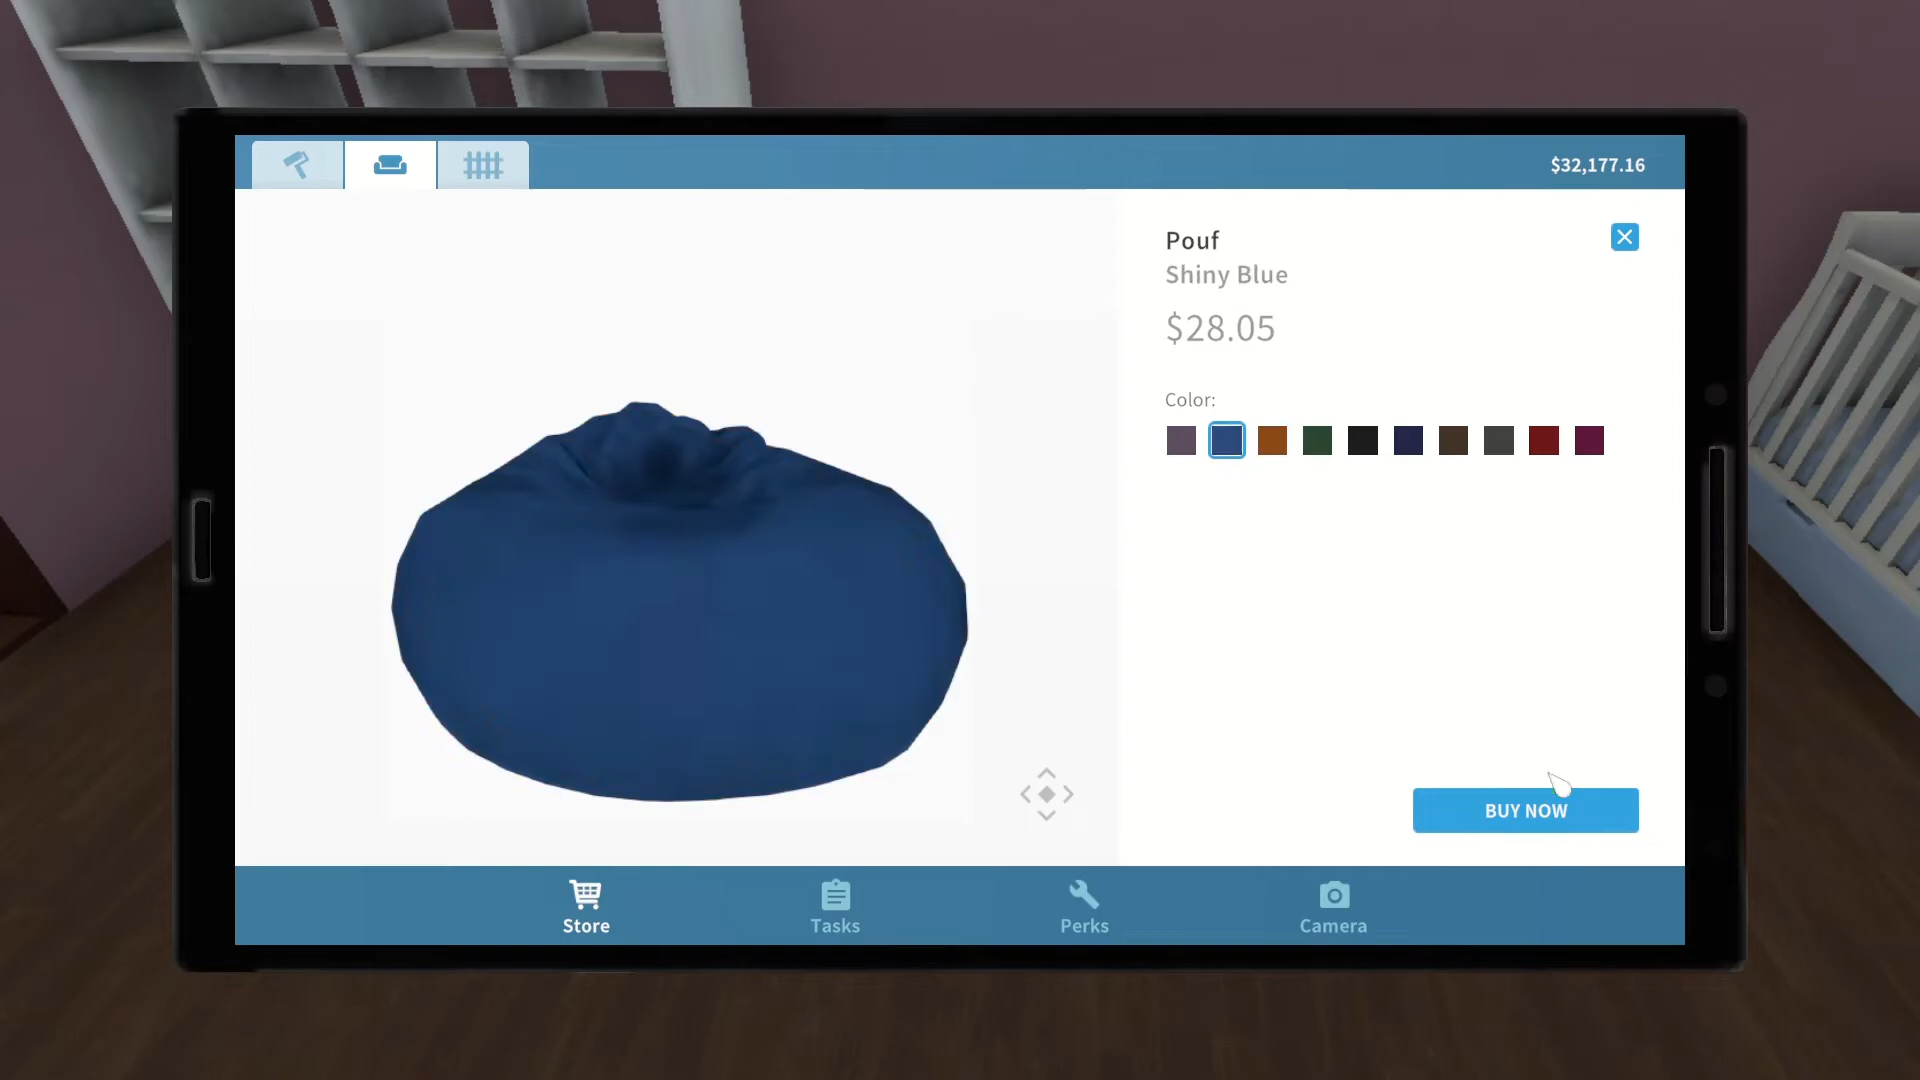 $32,177.16
Pouf
Shiny Blue
$28.05
Color:
BUY NOW
Store
Tasks
Perks
Camera